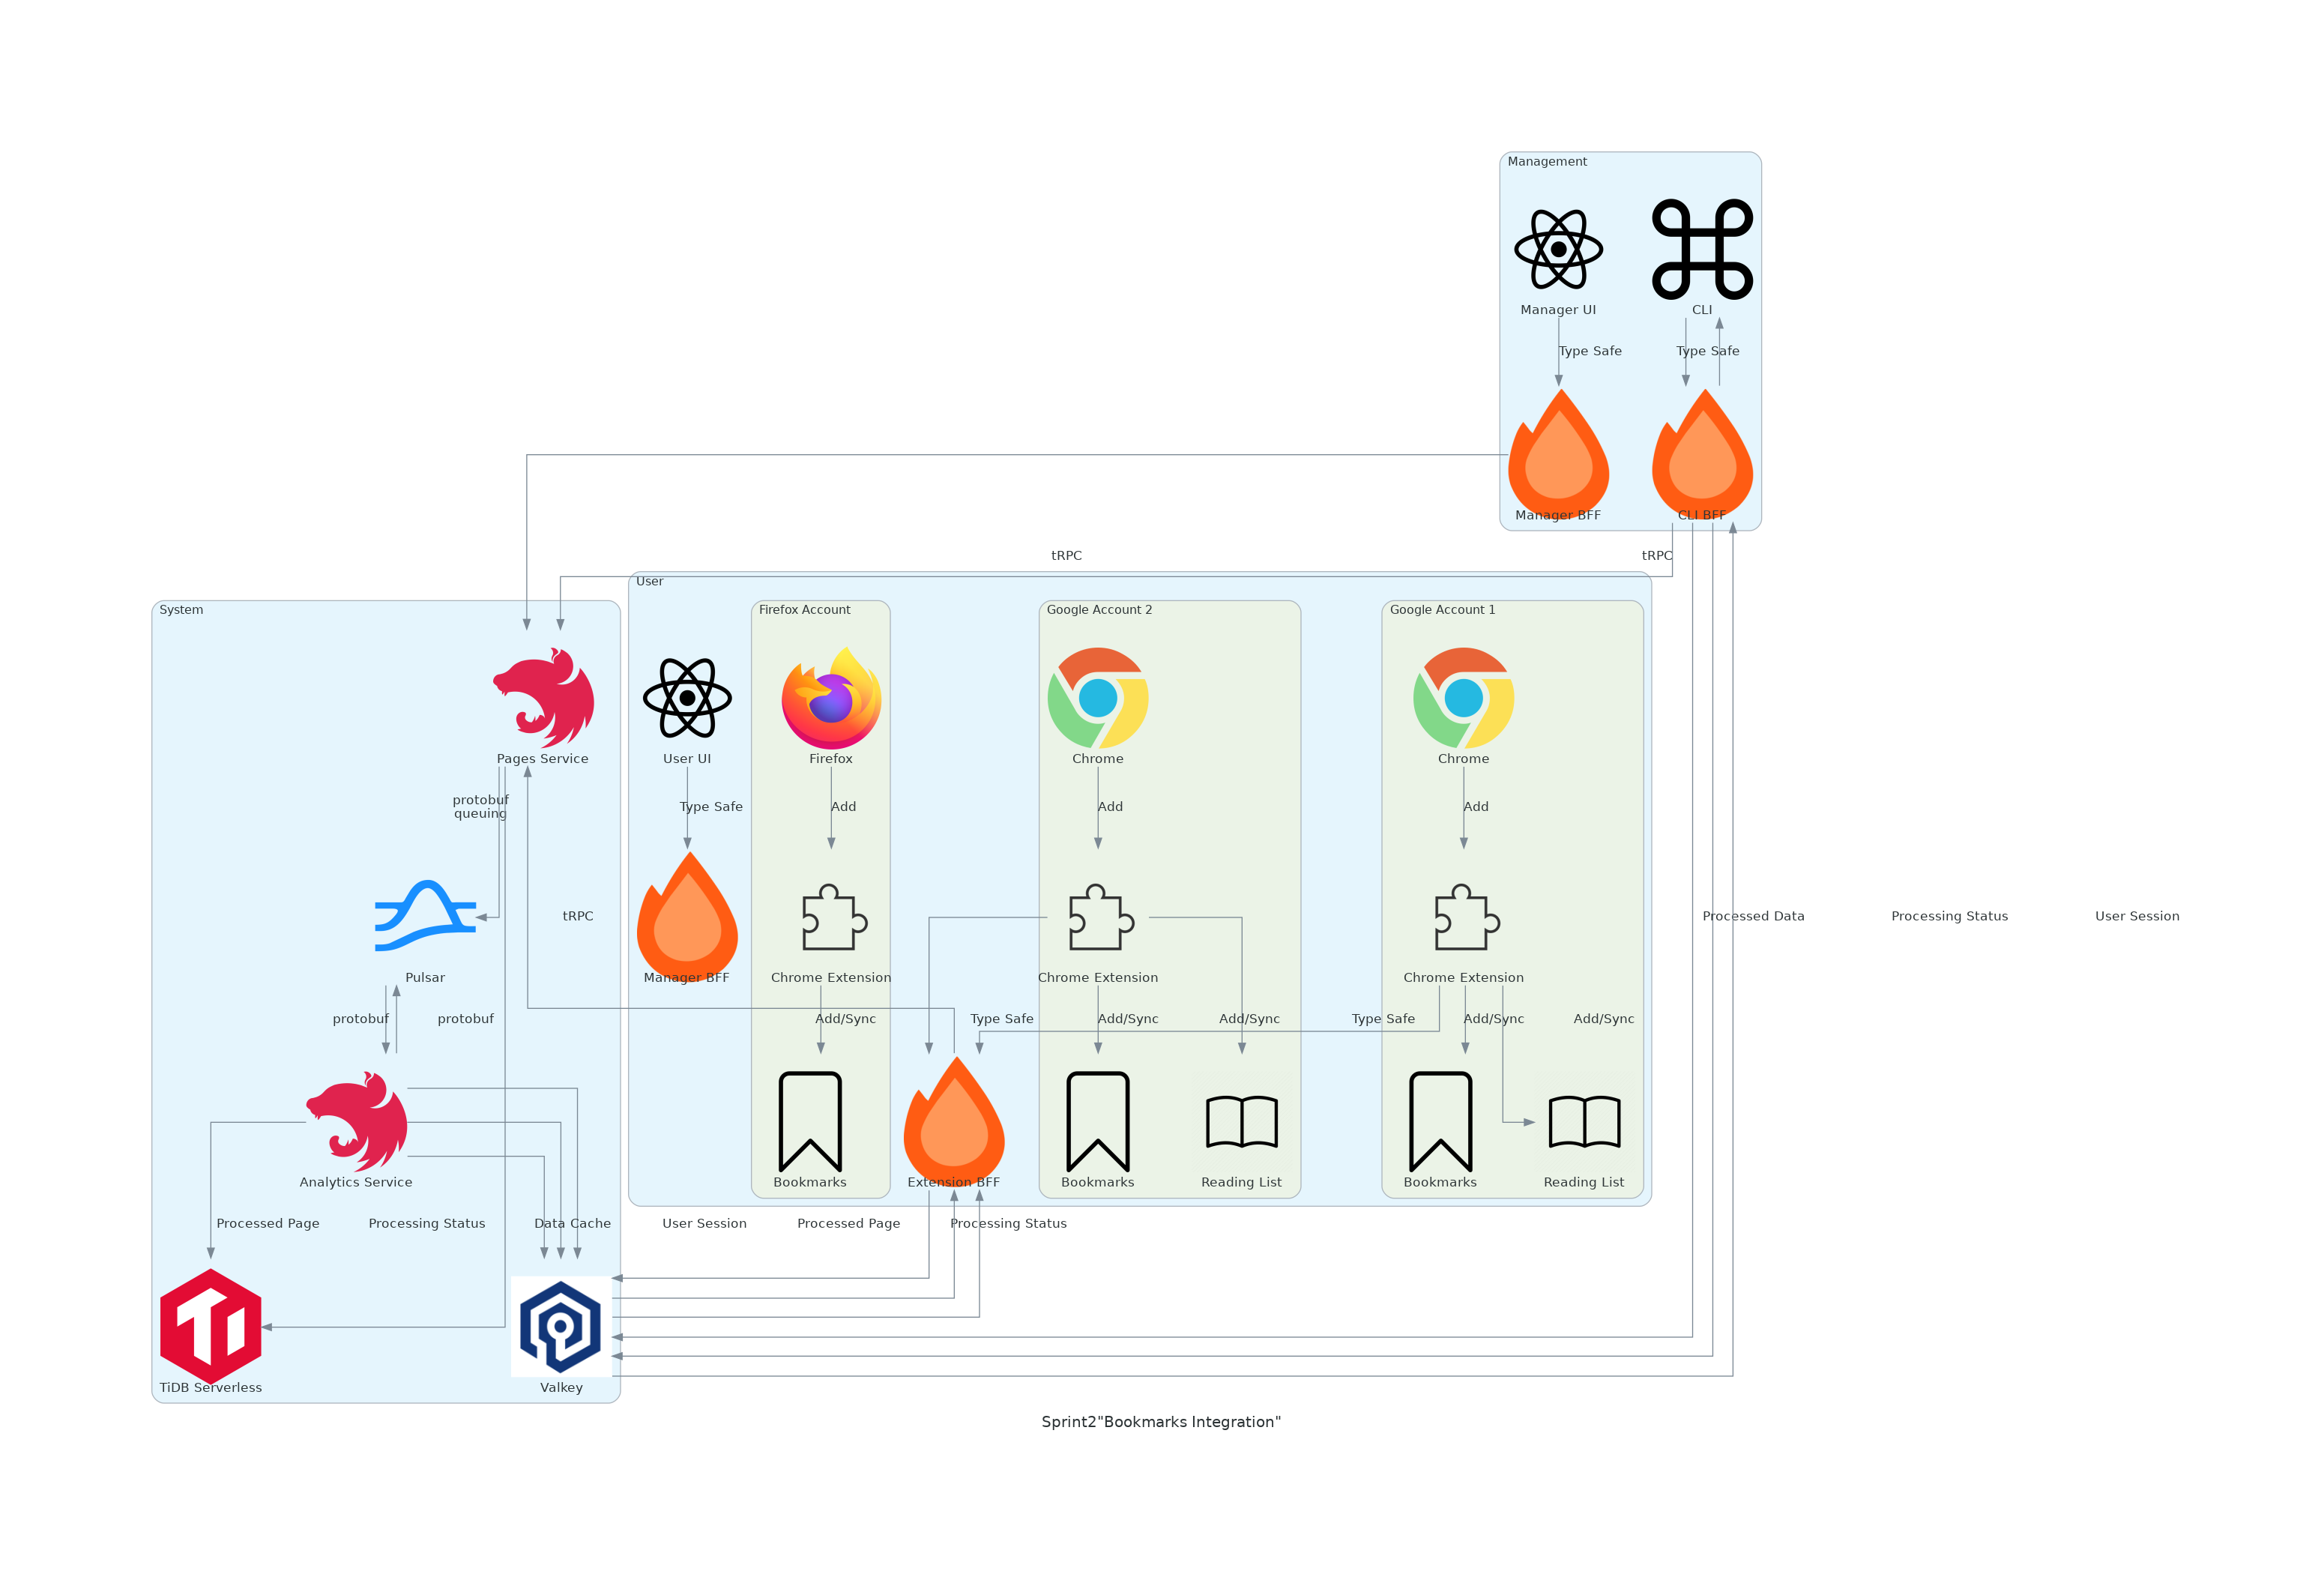 Management
Manager UI
CLI
Type Safe
Type Safe
Manager BFF
CLI BFF
tRPC
tRPC
User
System
Firefox Account
Google Account 2
Google Account 1
Pages Service
User UI
Firefox
Chrome
Chrome
protobuf
queuing
Type Safe
Add
Add
Add
tRPC
Processed Data
Processing Status
User Session
Pulsar
Manager BFF
Chrome Extension
Chrome Extension
Chrome Extension
protobuf
protobuf
Add/Sync
Type Safe
Add/Sync
Add/Sync
Type Safe
Add/Sync
Add/Sync
Analytics Service
Bookmarks
Extension BFF
Bookmarks
Reading List
Bookmarks
Reading List
Processed Page
Processing Status
Data Cache
User Session
Processed Page
Processing Status
TiDB Serverless
Valkey
Sprint2"Bookmarks Integration"